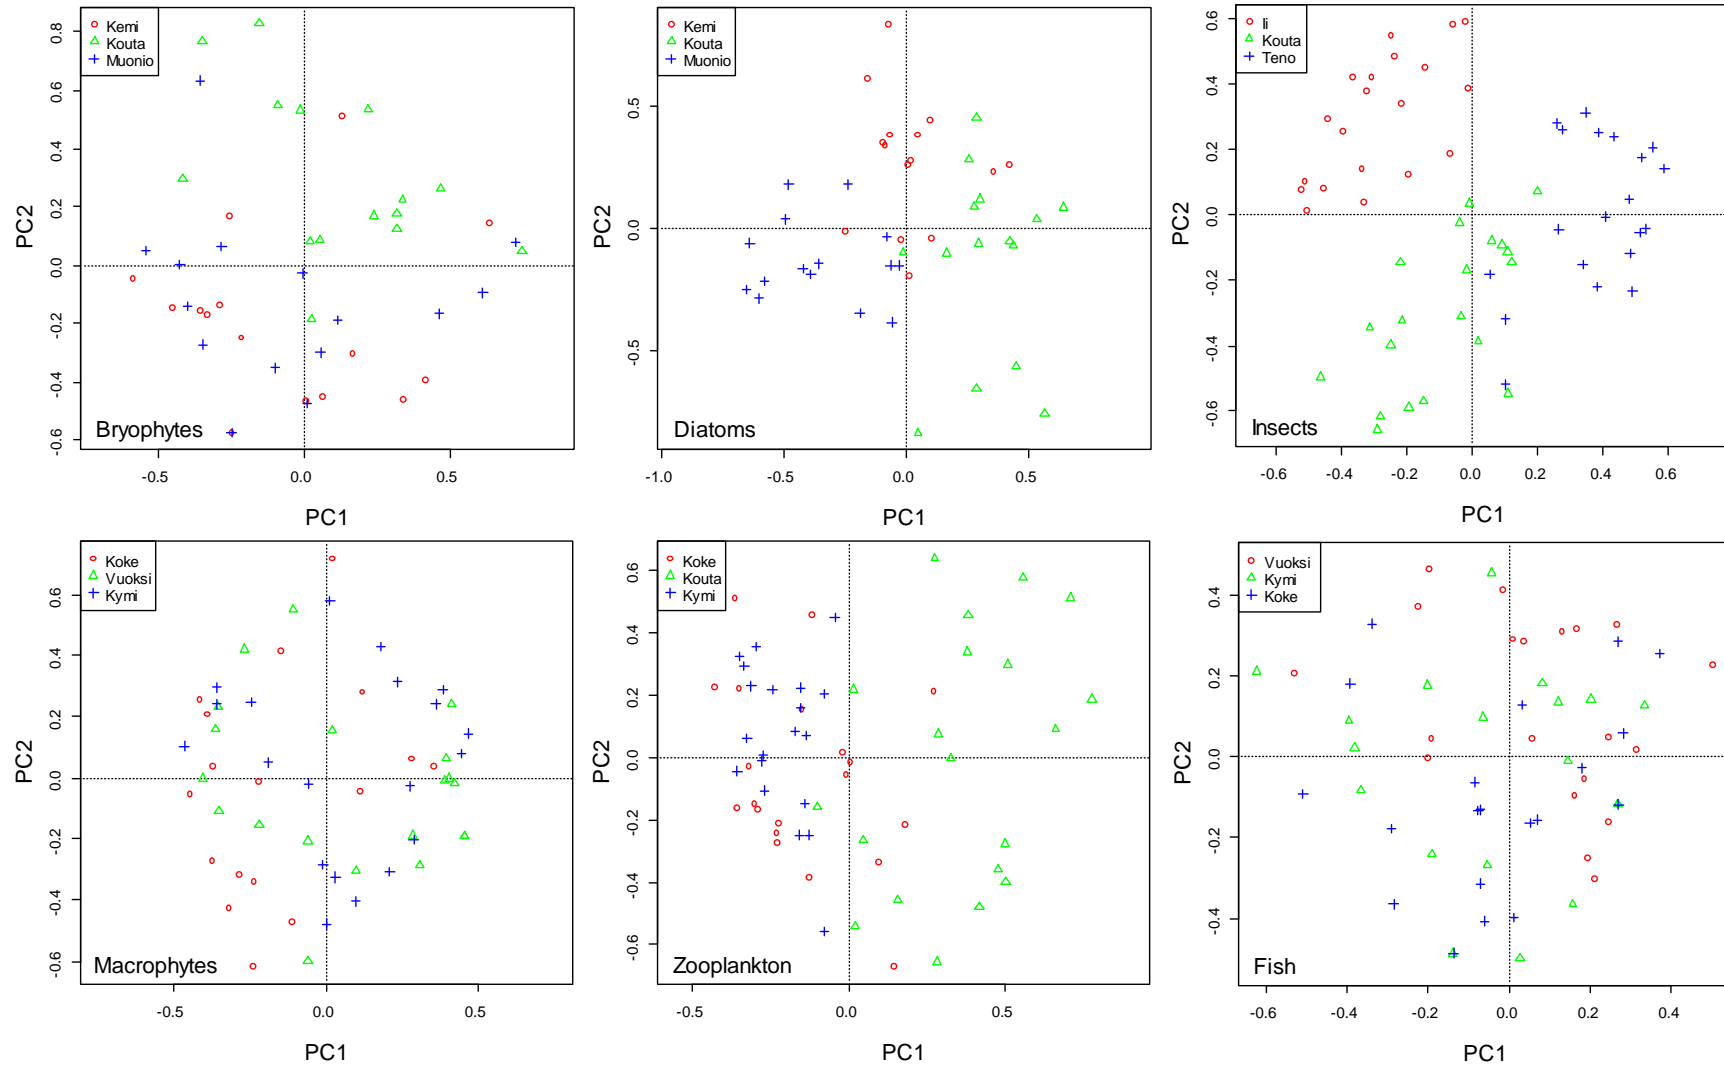 Kemi
Kouta
Muonio
PC2
0.8
0.6
0.4
0.2
0.0
-0.2
-0.4
-0.6
Bryophytes
-0.5
0.0
0.5
PC1
Kemi
Kouta
Muonio
PC2
0.5
0.0
-0.5
Diatoms
-1.0
-0.5
0.0
0.5
PC1
Ii
Kouta
Teno
PC2
0.6
0.4
0.2
0.0
-0.2
-0.4
-0.6
Insects
-0.6
-0.4
-0.2
0.0
0.2
0.4
0.6
PC1
Koke
Vuoksi
Kymi
PC2
0.6
0.4
0.2
0.0
-0.2
-0.4
-0.6
Macrophytes
-0.5
0.0
0.5
PC1
Koke
Kouta
Kymi
PC2
0.6
0.4
0.2
0.0
-0.2
-0.4
-0.6
Zooplankton
-0.5
0.0
0.5
PC1
Vuoksi
Kymi
Koke
PC2
0.4
0.2
0.0
-0.2
-0.4
Fish
-0.6
-0.4
-0.2
0.0
0.2
0.4
PC1